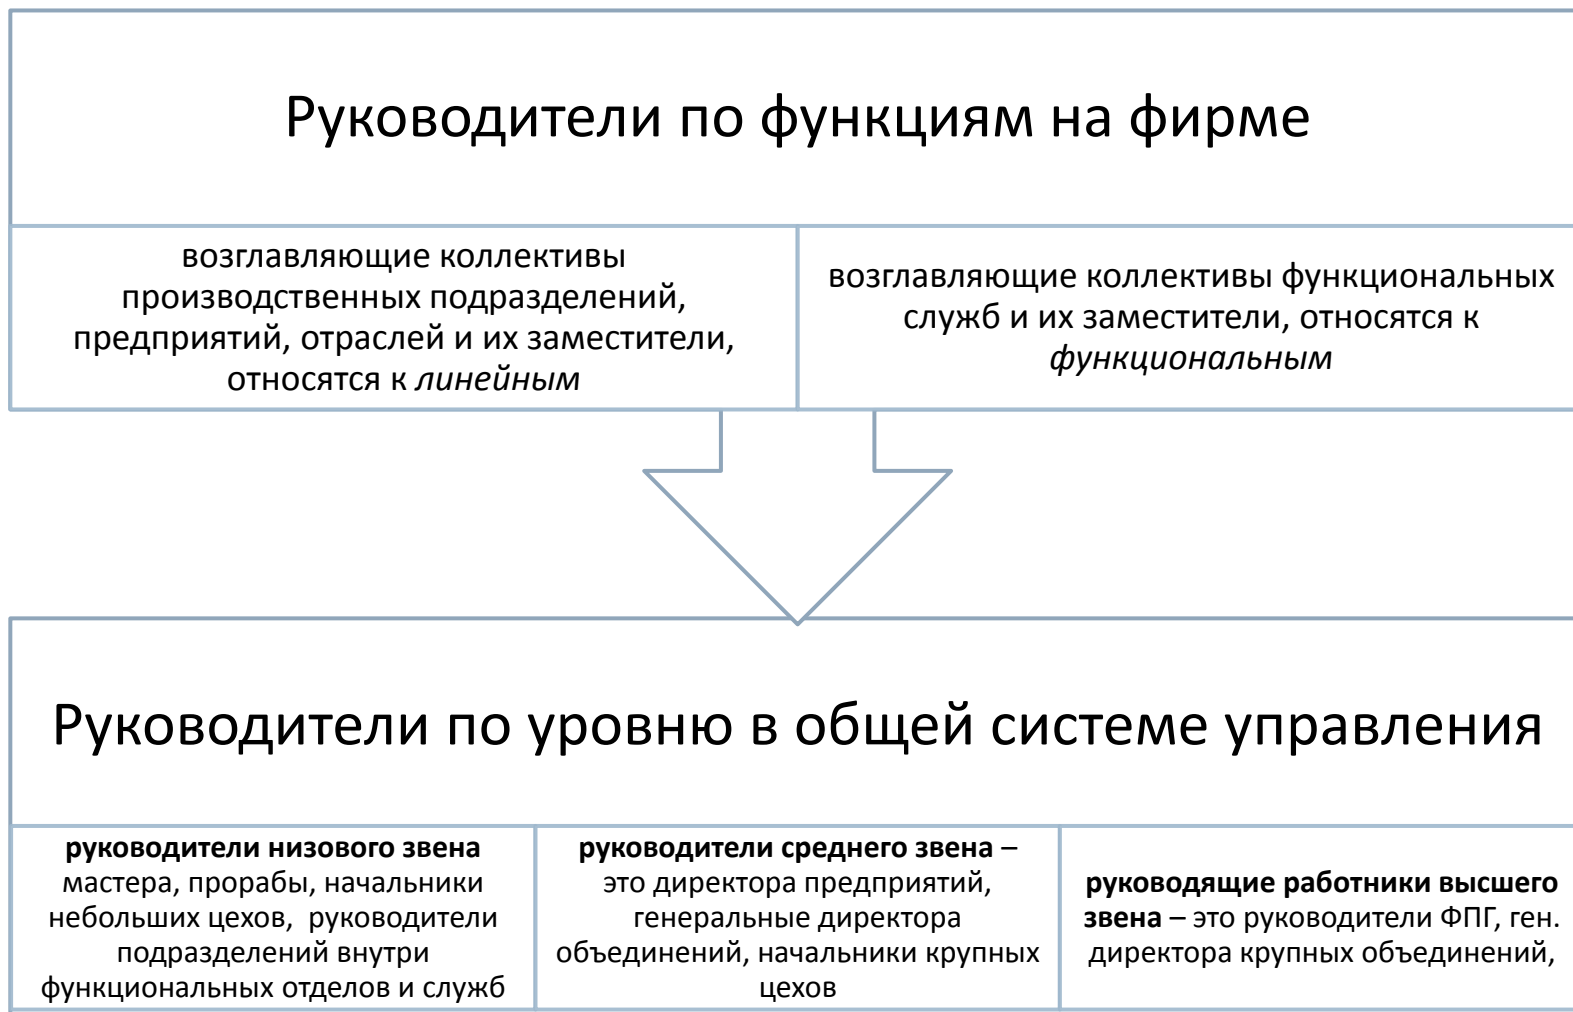 Руководители по функциям на фирме
возглавляющие коллективы
производственных подразделений,
предприятий, отраслей и их заместители,
относятся к линейным
возглавляющие коллективы функциональных
служб и их заместители, относятся к
функциональным
Руководители по уровню в общей системе управления
руководители низового звена
мастера, прорабы, начальники
небольших цехов, руководители
подразделений внутри
функциональных отделов и служб
руководители среднего звена –
это директора предприятий,
генеральные директора
объединений, начальники крупных
цехов
руководящие работники высшего
звена – это руководители ФПГ, ген.
директора крупных объединений,